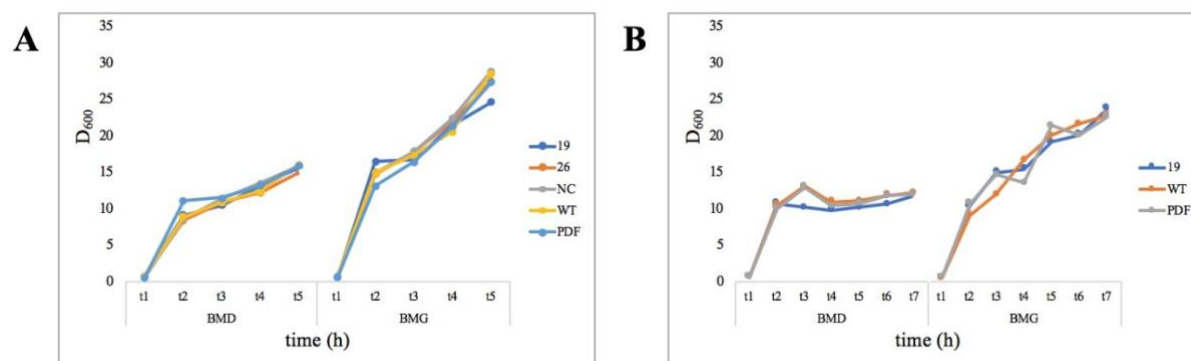 A
D600
35
30
25
20
15
10
5
0
t1 t2 t3 t4 t5 t1 t2 t3 t4 t5
BMD BMG
time (h)
19
26
NC
WT
PDF
B
D600
35
30
25
20
15
10
5
0
t1 t2 t3 t4 t5 t6 t7 t1 t2 t3 t4 t5 t6 t7
BMD BMG
time (h)
19
WT
PDF